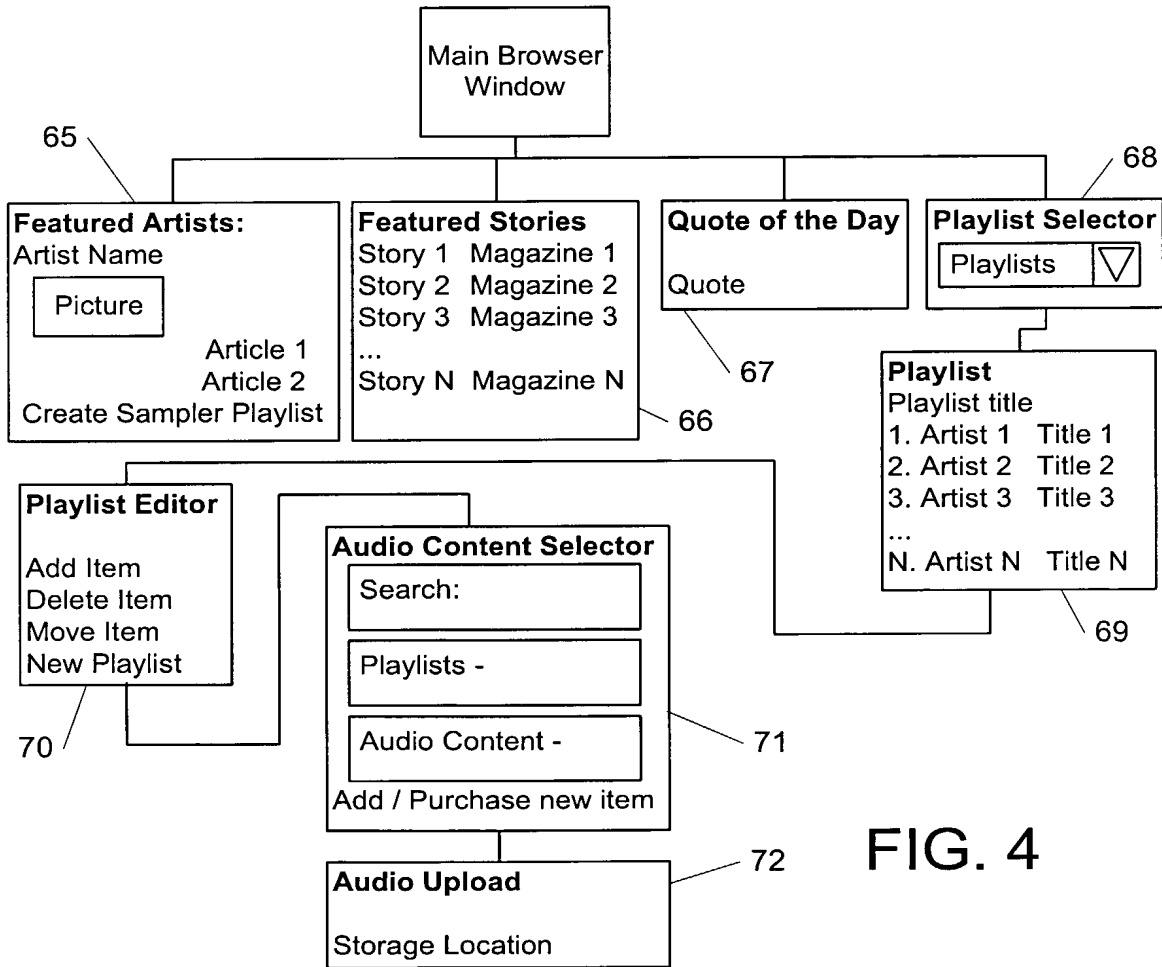 Main Browser
Window
65
68
Featured Artists:
Artist Name
Picture
Article 1
Article 2
Create Sampler Playlist
Featured Stories
Story 1 Magazine 1
Story 2 Magazine 2
Story 3 Magazine 3
...
Story N Magazine N
66
Quote of the Day
Quote
67
Playlist Selector
Playlists
Playlist
Playlist title
1. Artist 1 Title 1
2. Artist 2 Title 2
3. Artist 3 Title 3
...
N. Artist N Title N
69
Playlist Editor
Add Item
Delete Item
Move Item
New Playlist
70
Audio Content Selector
Search:
Playlists -
Audio Content -
Add / Purchase new item
71
Audio Upload
Storage Location
72
FIG. 4